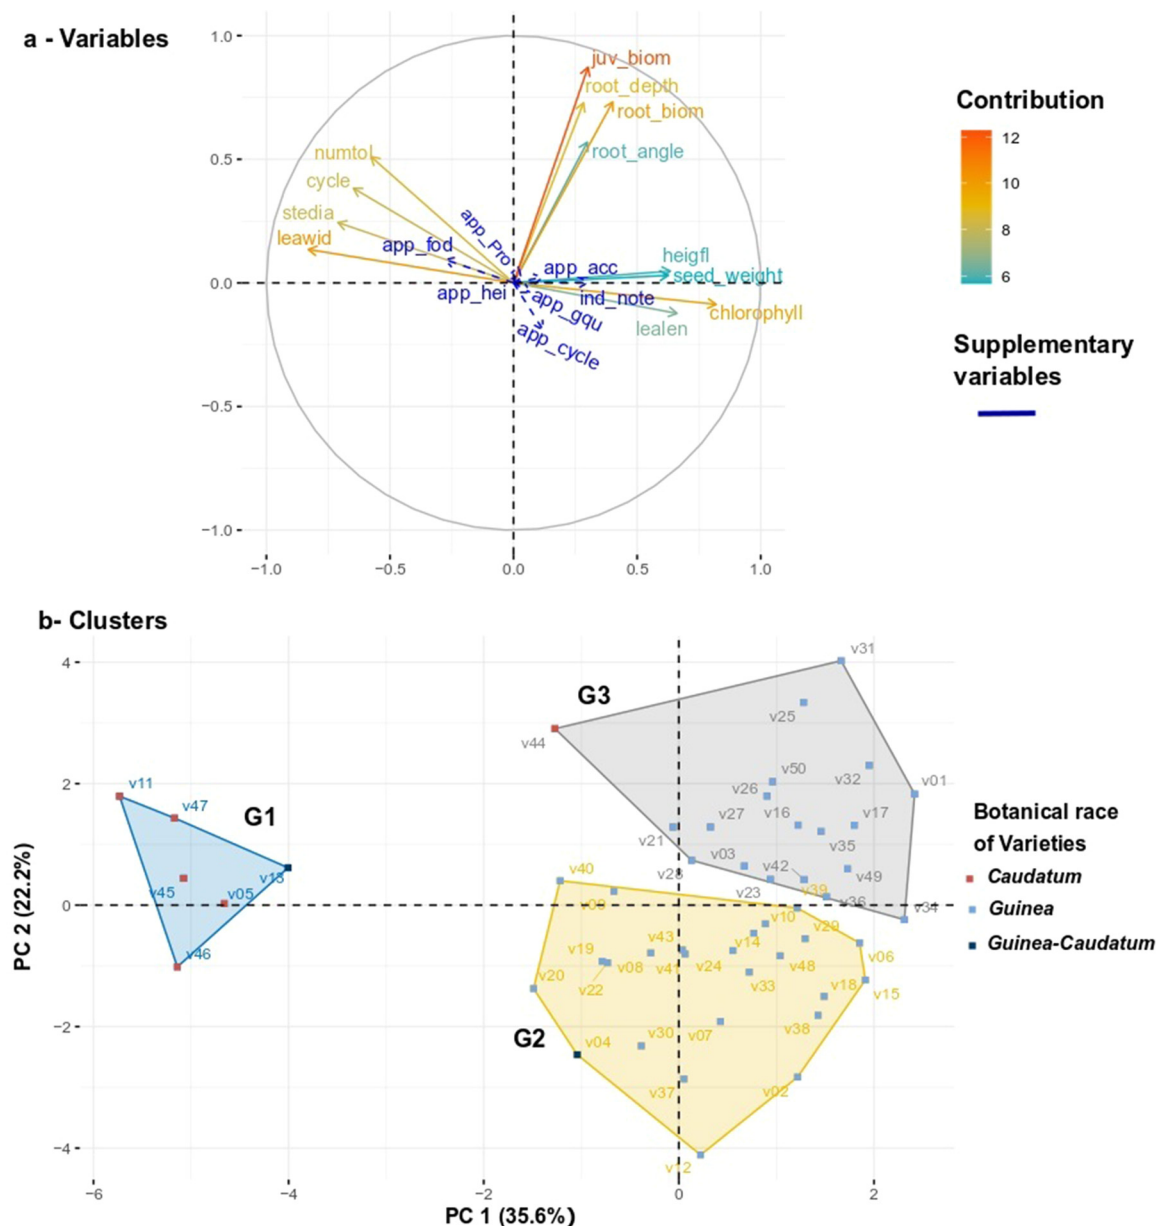 a - Variables
1.0
0.5
0.0
−0.5
−1.0
−1.0
−0.5
0.0
0.5
1.0
juv_biom
root_depth
root_biom
root_angle
numtol
cycle
stedia
leawid
app_fod
app_Pro
app_acc
heigfl
seed_weight
app_hei
ind_note
app_gqu
chlorophyll
lealen
app_cycle
Contribution
12
10
8
6
Supplementary
variables
b- Clusters
4
2
0
−2
−4
−6
−4
−2
0
2
PC 1 (35.6%)
PC 2 (22.2%)
G3
v31
v25
v44
v50
v32
v01
v26
v16
v17
v27
v35
v21
v03
v42
v49
v28
v23
v39
v36
v34
v11
v47
G1
v13
v45
v05
v46
v40
v09
v10
v29
v43
v14
v06
v19
v08
v41
v24
v48
v20
v22
v33
v18
v15
G2
v04
v30
v07
v38
v37
v02
v12
Botanical race
of Varieties
Caudatum
Guinea
Guinea-Caudatum